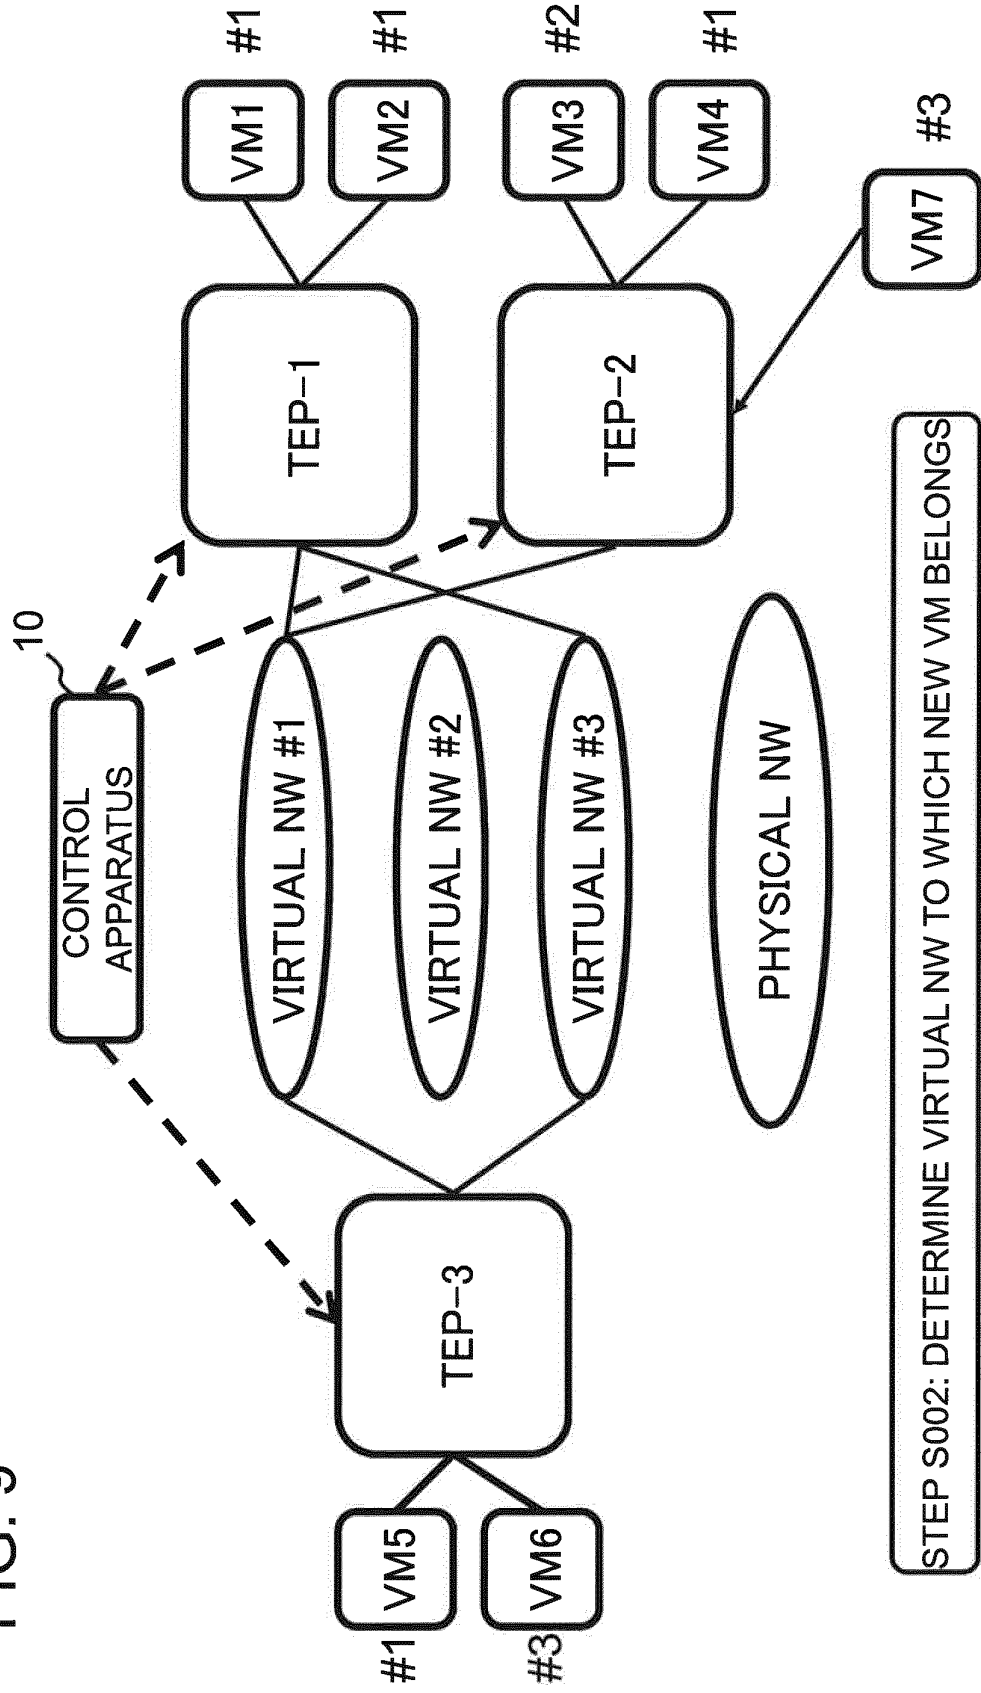 FIG. 9
10
CONTROL
APPARATUS
#1
VM5
#3
VM6
TEP-3
VIRTUAL NW #1
VIRTUAL NW #2
VIRTUAL NW #3
PHYSICAL NW
TEP-1
TEP-2
VM1
#1
VM2
#1
VM3
#2
VM4
#1
VM7
#3
STEP S002: DETERMINE VIRTUAL NW TO WHICH NEW VM BELONGS